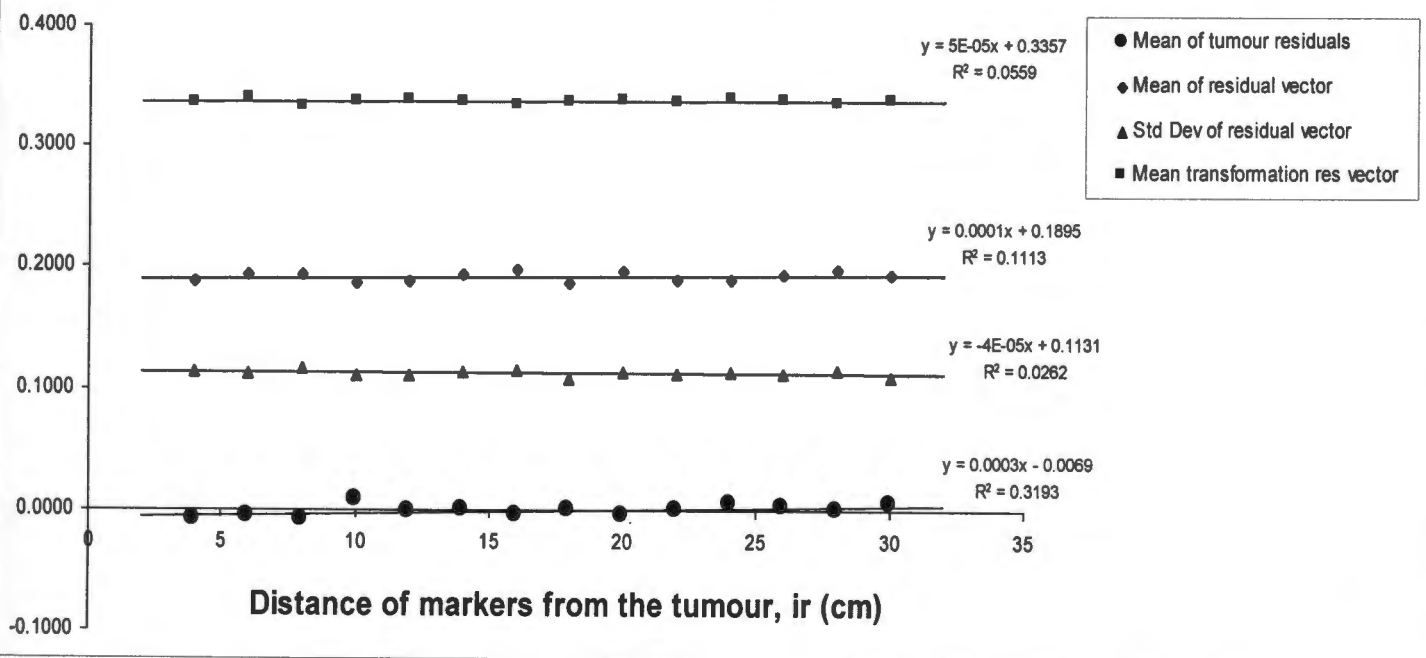 0.4000
0.3000
0.2000
0.1000
0.0000
-0.1000
y = 5E-05x + 0.3357
R² = 0.0559
y = 0.0001x + 0.1895
R² = 0.1113
y = -4E-05x + 0.1131
R² = 0.0262
y = 0.0003x - 0.0069
R² = 0.3193
Mean of tumour residuals
Mean of residual vector
Std Dev of residual vector
Mean transformation res vector
0 5 10 15 20 25 30 35
Distance of markers from the tumour, ir (cm)